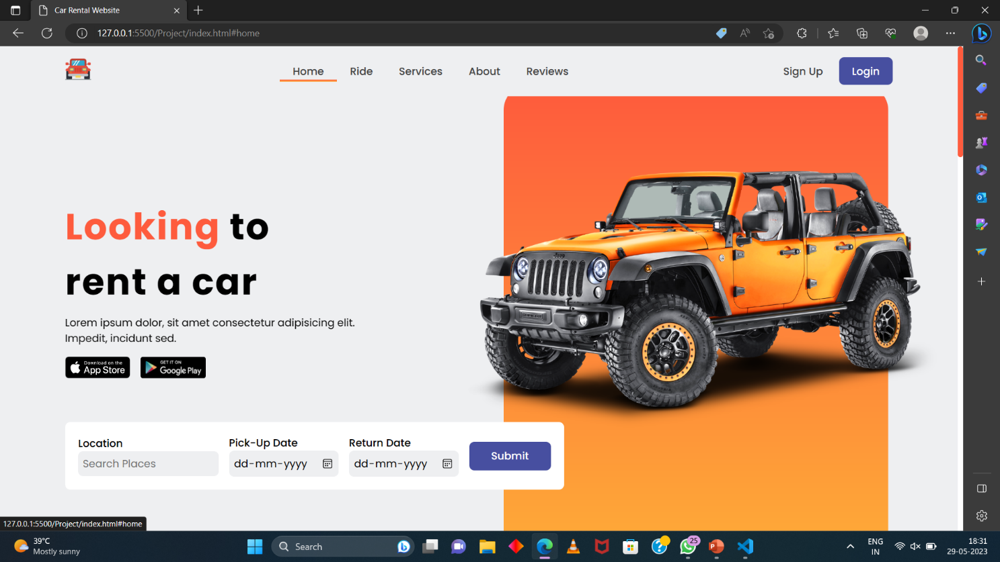 Car Rental Website
127.0.0.1:5500/Project/index.html#home
Home Ride Services About Reviews Sign Up Login
Looking to
rent a car
Lorem ipsum dolor, sit amet consectetur adipisicing elit.
Impedit, incidunt sed.
Download on the
App Store
GET IT ON
Google Play
Location Pick-Up Date Return Date
Search Places dd-mm-yyyy dd-mm-yyyy Submit
Jeep
127.0.0.1:5500/Project/index.html#home
39°C
Mostly sunny
Search
25
ENG
IN
18:31
29-05-2023